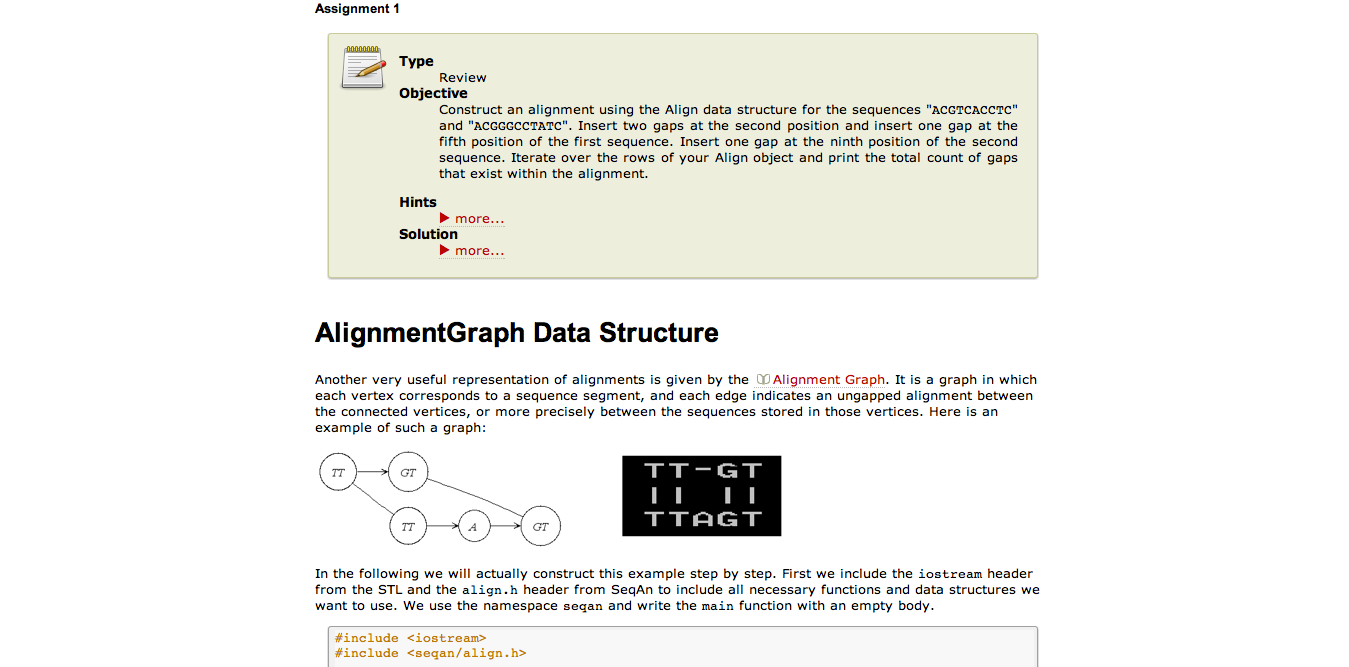 Assignment 1
Type
Review
Objective
Construct an alignment using the Align data structure for the sequences "ACGTCACCTC"
and "ACGGGCCTATC". Insert two gaps at the second position and insert one gap at the
fifth position of the first sequence. Insert one gap at the ninth position of the second
sequence. Iterate over the rows of your Align object and print the total count of gaps
that exist within the alignment.
Hints
more...
Solution
more...
AlignmentGraph Data Structure
Another very useful representation of alignments is given by the Alignment Graph. It is a graph in which
each vertex corresponds to a sequence segment, and each edge indicates an ungapped alignment between
the connected vertices, or more precisely between the sequences stored in those vertices. Here is an
example of such a graph:
TT GT
TT A GT
TT-GT
|| ||
TTAGT
In the following we will actually construct this example step by step. First we include the iostream header
from the STL and the align.h header from SeqAn to include all necessary functions and data structures we
want to use. We use the namespace seqan and write the main function with an empty body.
#include <iostream>
#include <seqan/align.h>